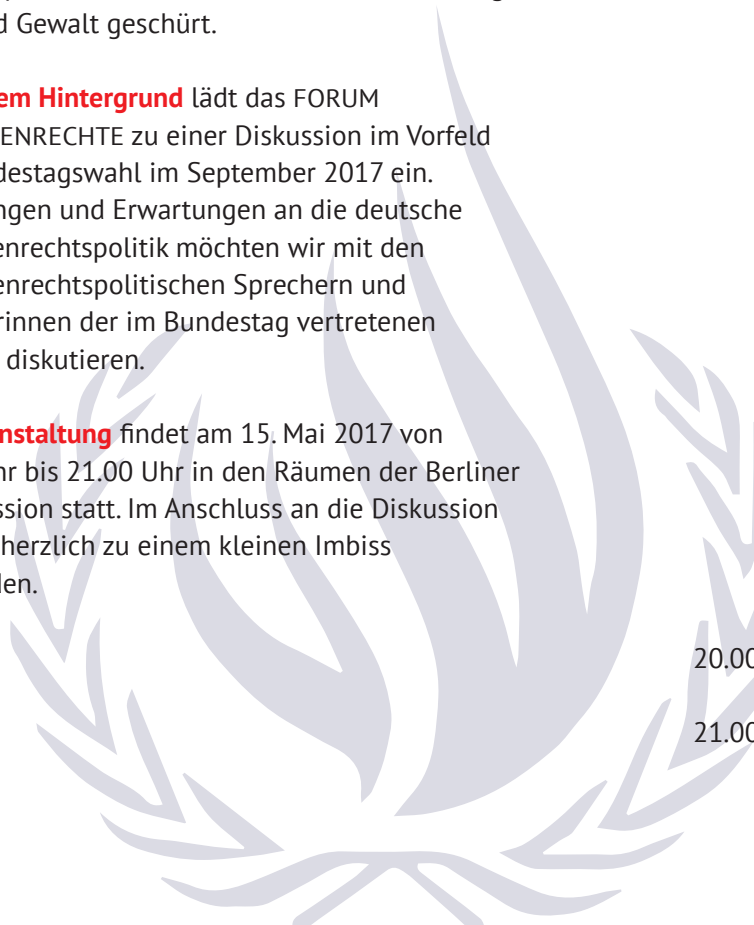 d Gewalt geschürt.
em Hintergrund lädt das FORUM
ENRECHTE zu einer Diskussion im Vorfeld
destagswahl im September 2017 ein.
ngen und Erwartungen an die deutsche
enrechtspolitik möchten wir mit den
enrechtspolitischen Sprechern und
rinnen der im Bundestag vertretenen
diskutieren.
nstaltung findet am 15. Mai 2017 von
hr bis 21.00 Uhr in den Räumen der Berliner
ssion statt. Im Anschluss an die Diskussion
herzlich zu einem kleinen Imbiss
den.
20.00
21.00